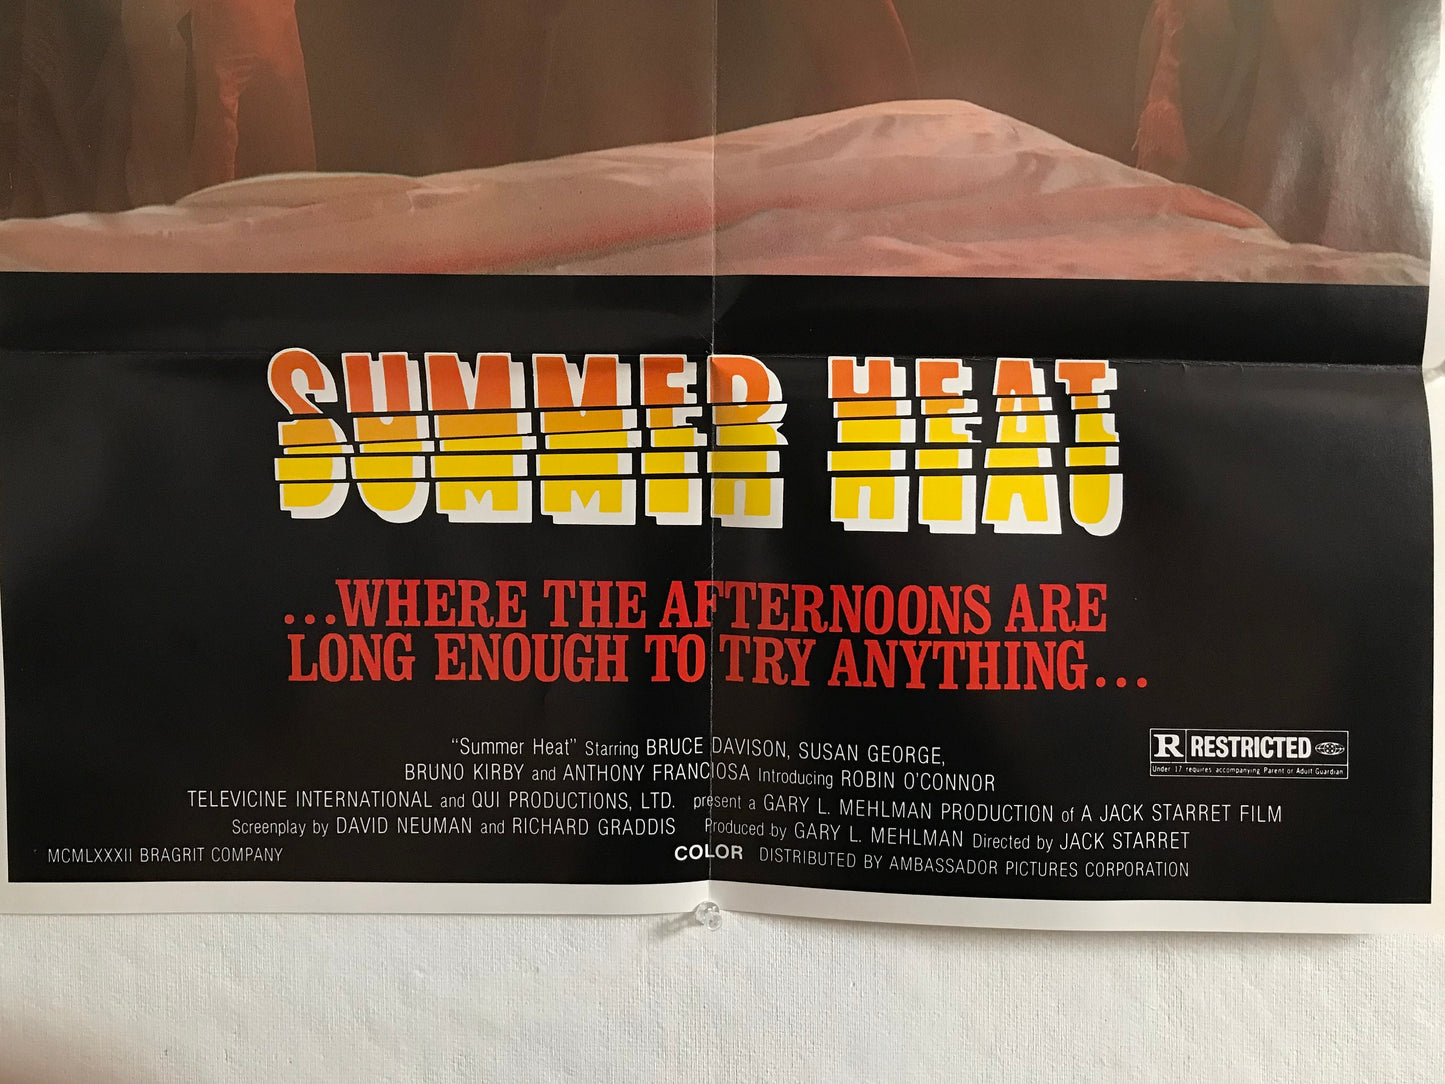 SUMMER HEAT
...WHERE THE AFTERNOONS ARE
LONG ENOUGH TO TRY ANYTHING...
"Summer Heat" Starring BRUCE DAVISON, SUSAN GEORGE,
BRUNO KIRBY and ANTHONY FRANCIOSA Introducing ROBIN O'CONNOR
TELEVICINE INTERNATIONAL and QUI PRODUCTIONS, LTD. present a GARY L. MEHLMAN PRODUCTION of A JACK STARRET FILM
Screenplay by DAVID NEUMAN and RICHARD GRADDIS Produced by GARY L. MEHLMAN Directed by JACK STARRET
MCMLXXXII BRAGRIT COMPANY COLOR DISTRIBUTED BY AMBASSADOR PICTURES CORPORATION
R RESTRICTED
Under 17 requires accompanying Parent or Adult Guardian